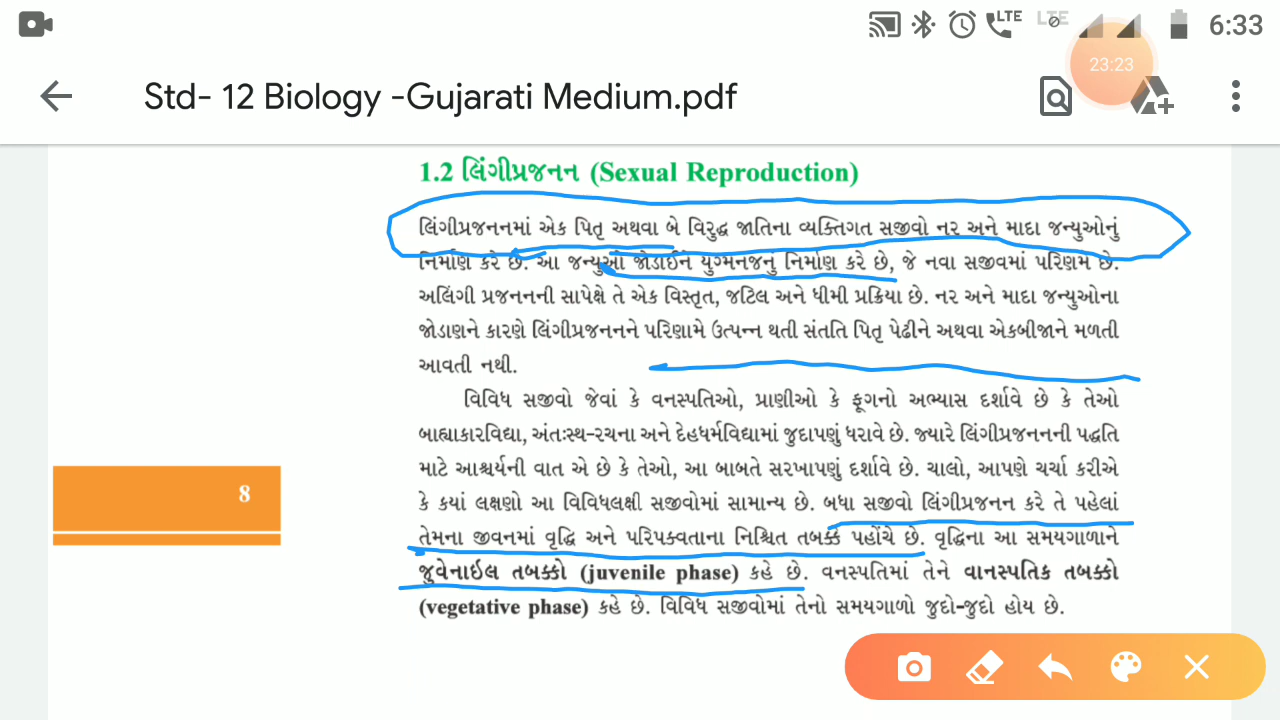 LTE LTE 6:33
23:23
Std- 12 Biology -Gujarati Medium.pdf
1.2 લિંગીપ્રજનન (Sexual Reproduction)
લિંગીપ્રજનનમાં એક પિતૃ અથવા બે વિરુદ્ધ જાતિના વ્યક્તિગત સજીવો નર અને માદા જન્યુઓનું
નિર્માણ કરે છે. આ જન્યુઓ જોડાઈને યુગ્મનજનું નિર્માણ કરે છે, જે નવા સજીવમાં પરિણમે છે.
અલિંગી પ્રજનનની સાપેક્ષે તે એક વિસ્તૃત, જટિલ અને ધીમી પ્રક્રિયા છે. નર અને માદા જન્યુઓના
જોડાણને કારણે લિંગીપ્રજનનને પરિણામે ઉત્પન્ન થતી સંતતિ પિતૃ પેઢીને અથવા એકબીજાને મળતી
આવતી નથી.
વિવિધ સજીવો જેવાં કે વનસ્પતિઓ, પ્રાણીઓ કે ફૂગનો અભ્યાસ દર્શાવે છે કે તેઓ
બાહ્યાકારવિદ્યા, અંતઃસ્થ-રચના અને દેહધર્મવિદ્યામાં જુદાપણું ધરાવે છે. જ્યારે લિંગીપ્રજનનની પદ્ધતિ
માટે આશ્ચર્યની વાત એ છે કે તેઓ, આ બાબતે સરખાપણું દર્શાવે છે. ચાલો, આપણે ચર્ચા કરીએ
કે કયાં લક્ષણો આ વિવિધલક્ષી સજીવોમાં સામાન્ય છે. બધા સજીવો લિંગીપ્રજનન કરે તે પહેલાં
તેમના જીવનમાં વૃદ્ધિ અને પરિપક્વતાના નિશ્ચિત તબક્કે પહોંચે છે. વૃદ્ધિના આ સમયગાળાને
જુવેનાઇલ તબક્કો (juvenile phase) કહે છે. વનસ્પતિમાં તેને વાનસ્પતિક તબક્કો
(vegetative phase) કહે છે. વિવિધ સજીવોમાં તેનો સમયગાળો જુદો-જુદો હોય છે.
8